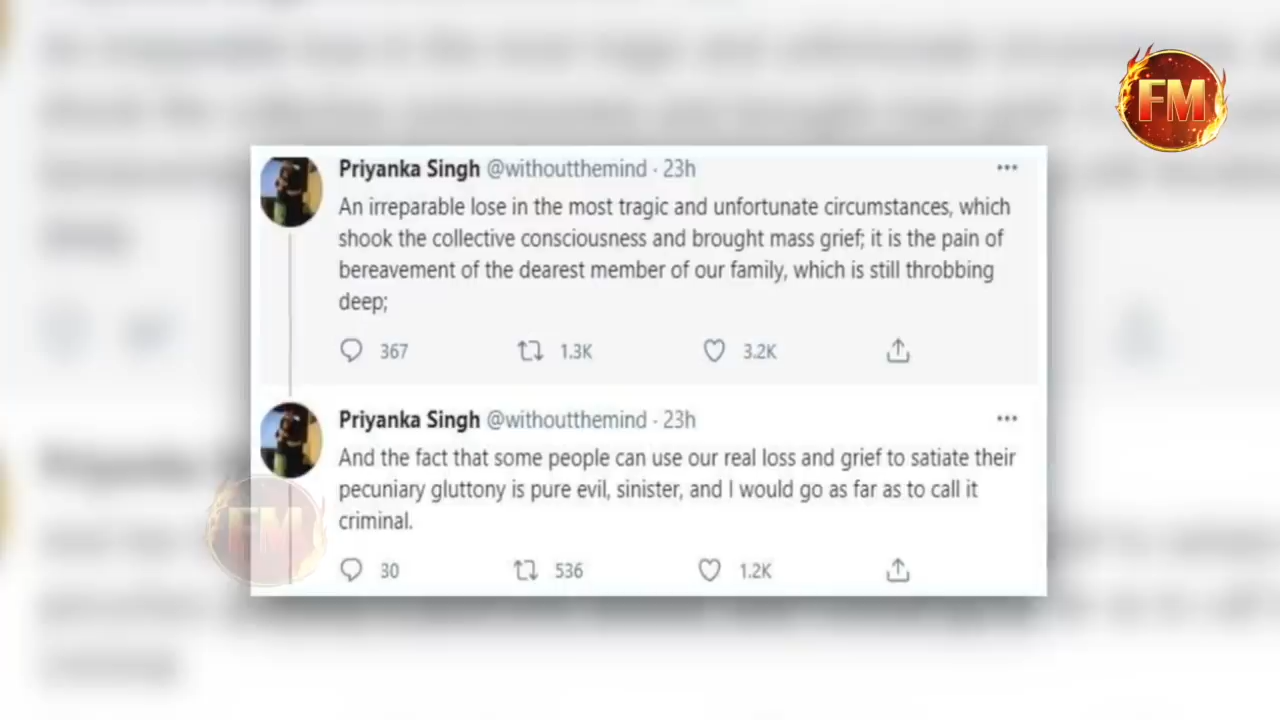 FM
Priyanka Singh @withoutthemind · 23h
An irreparable lose in the most tragic and unfortunate circumstances, which
shook the collective consciousness and brought mass grief; it is the pain of
bereavement of the dearest member of our family, which is still throbbing
deep;
367 1.3K 3.2K
Priyanka Singh @withoutthemind · 23h
And the fact that some people can use our real loss and grief to satiate their
pecuniary gluttony is pure evil, sinister, and I would go as far as to call it
criminal.
FM
30 536 1.2K